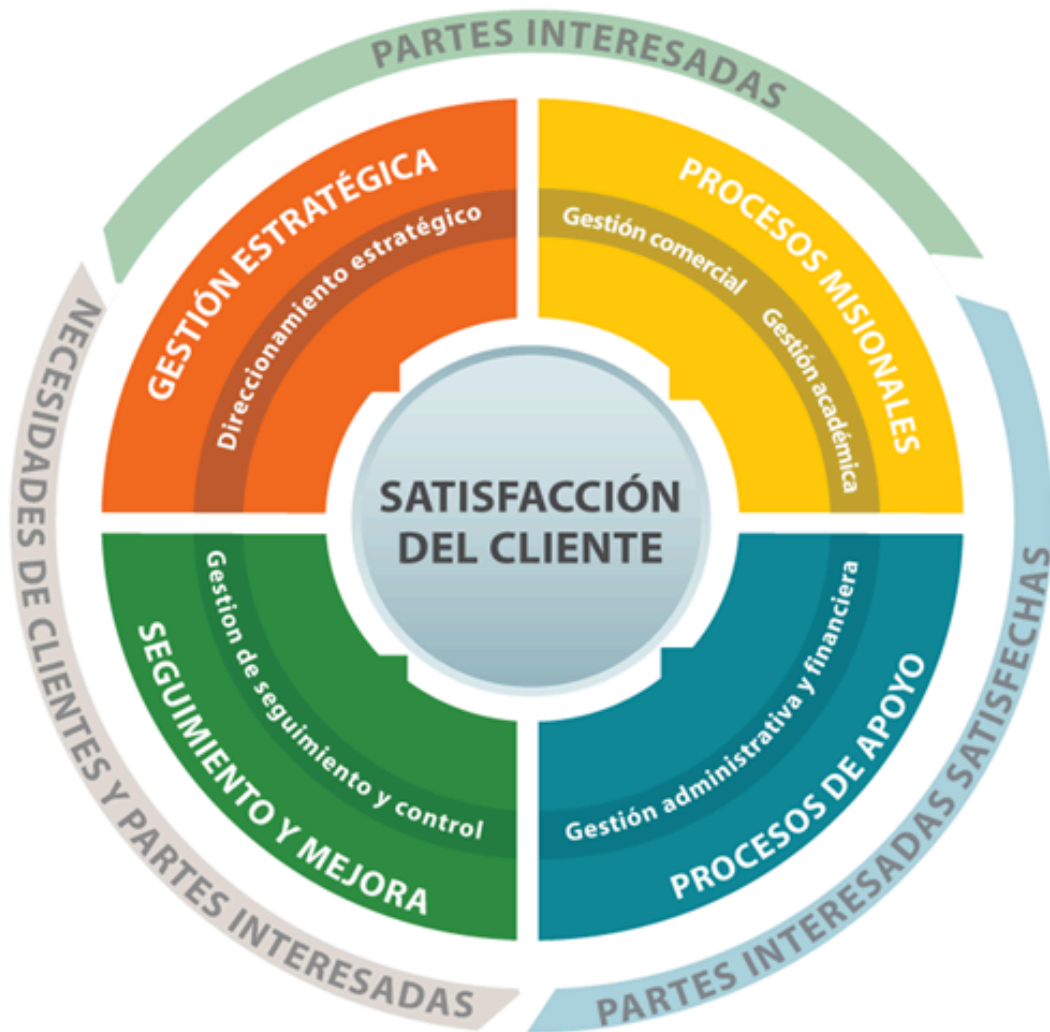 PARTES INTERESADAS
GESTIÓN ESTRATÉGICA
Direccionamiento estratégico
PROCESOS MISIONALES
Gestión comercial
Gestión académica
SATISFACCIÓN
DEL CLIENTE
SEGUIMIENTO Y MEJORA
Gestion de seguimiento y control
PROCESOS DE APOYO
Gestión administrativa y financiera
NECESIDADES DE CLIENTES Y PARTES INTERESADAS
PARTES INTERESADAS SATISFECHAS